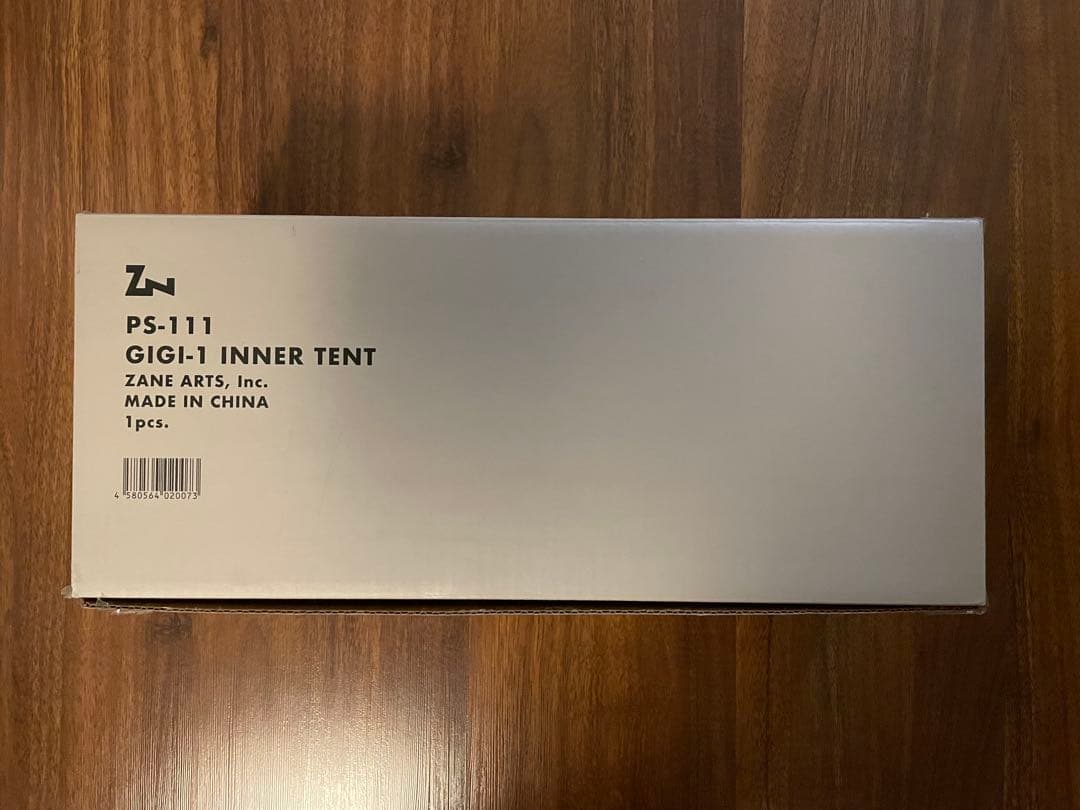 ZN
PS-111
GIGI-1 INNER TENT
ZANE ARTS, Inc.
MADE IN CHINA
1pcs.
4 580564 020073